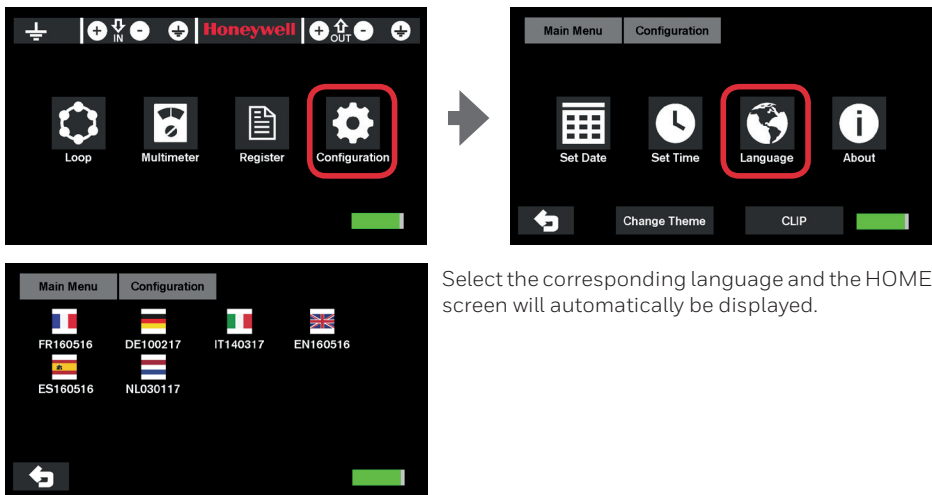 IN Honeywell OUT
Loop Multimeter Register Configuration
Main Menu Configuration
Set Date Set Time Language About
Change Theme CLIP
Main Menu Configuration
FR160516 DE100217 IT140317 EN160516
ES160516 NL030117
Select the corresponding language and the HOME
screen will automatically be displayed.